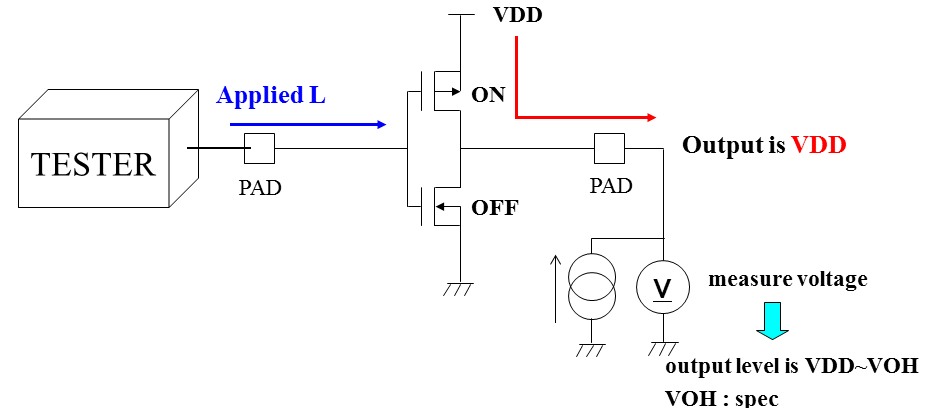 VDD
Applied L
ON
TESTER
Output is VDD
PAD
PAD
OFF
V
measure voltage
output level is VDD~VOH
VOH : spec